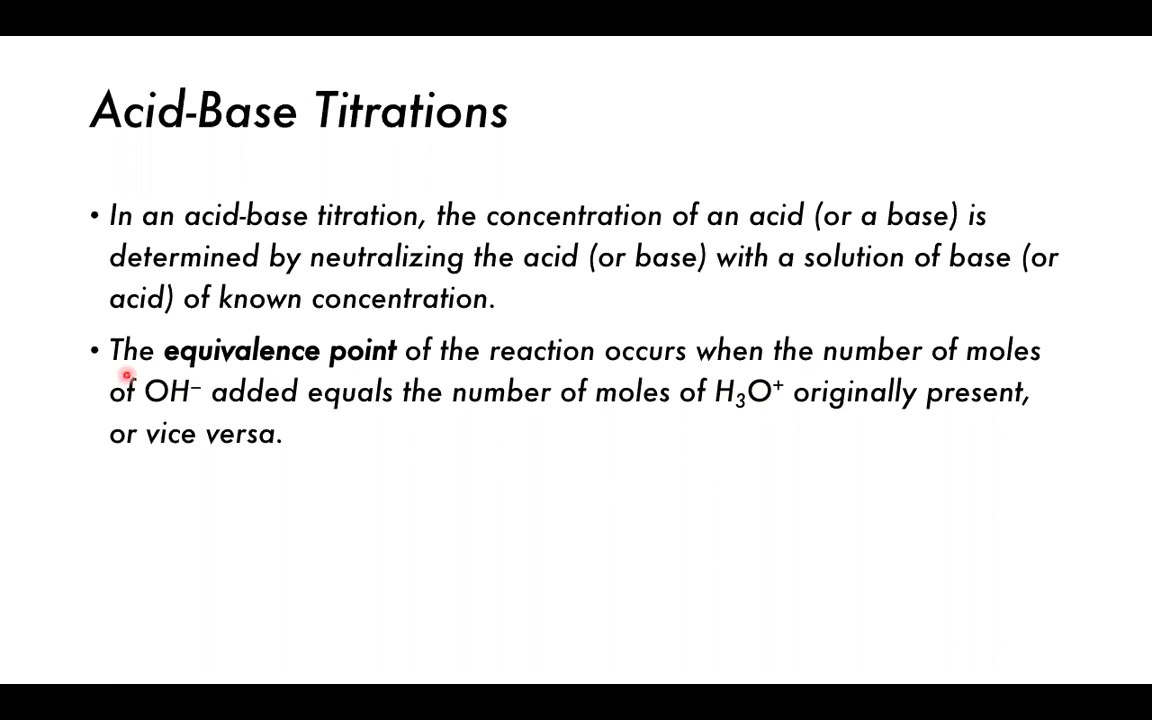 Acid-Base Titrations
• In an acid-base titration, the concentration of an acid (or a base) is
determined by neutralizing the acid (or base) with a solution of base (or
acid) of known concentration.
• The equivalence point of the reaction occurs when the number of moles
of OH⁻ added equals the number of moles of H₃O⁺ originally present,
or vice versa.